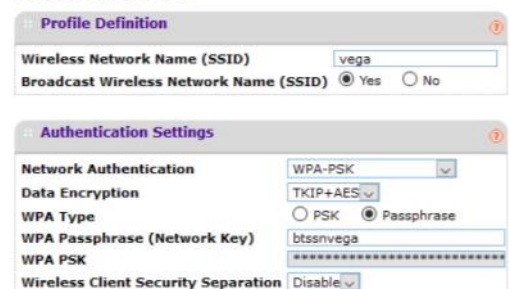 Profile Definition
Wireless Network Name (SSID) vega
Broadcast Wireless Network Name (SSID) Yes No
Authentication Settings
Network Authentication WPA-PSK
Data Encryption TKIP+AES
WPA Type PSK Passphrase
WPA Passphrase (Network Key) btssnvega
WPA PSK **************************
Wireless Client Security Separation Disable